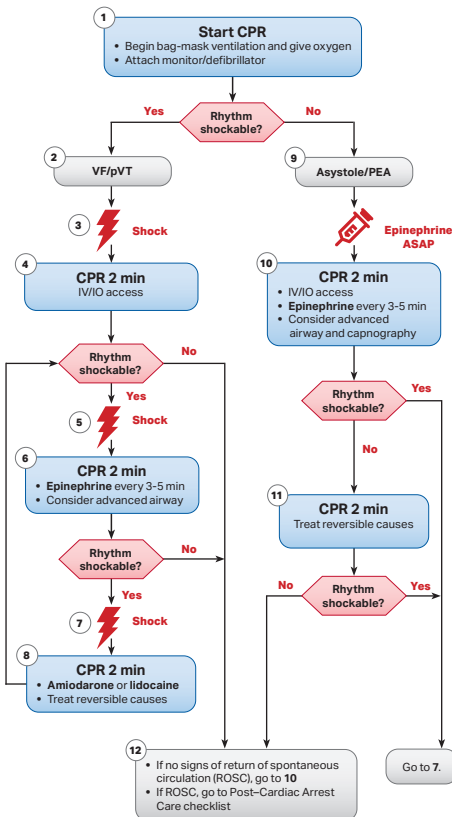 1
Start CPR
• Begin bag-mask ventilation and give oxygen
• Attach monitor/defibrillator
Yes
Rhythm
shockable?
No
2
VF/pVT
9
Asystole/PEA
3
Shock
Epinephrine
ASAP
4
CPR 2 min
IV/IO access
10
CPR 2 min
• IV/IO access
• Epinephrine every 3-5 min
• Consider advanced
airway and capnography
Rhythm
shockable?
No
Yes
5
Shock
Rhythm
shockable?
Yes
No
6
CPR 2 min
• Epinephrine every 3-5 min
• Consider advanced airway
11
CPR 2 min
Treat reversible causes
Rhythm
shockable?
No
Yes
No
Rhythm
shockable?
Yes
7
Shock
8
CPR 2 min
• Amiodarone or lidocaine
• Treat reversible causes
12
• If no signs of return of spontaneous
circulation (ROSC), go to 10
• If ROSC, go to Post–Cardiac Arrest
Care checklist
Go to 7.